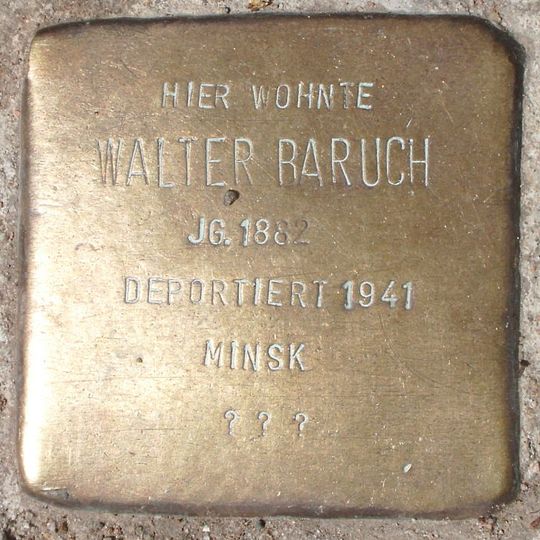 HIER WOHNTE
WALTER BARUCH
JG. 1882
DEPORTIERT 1941
MINSK
? ? ?